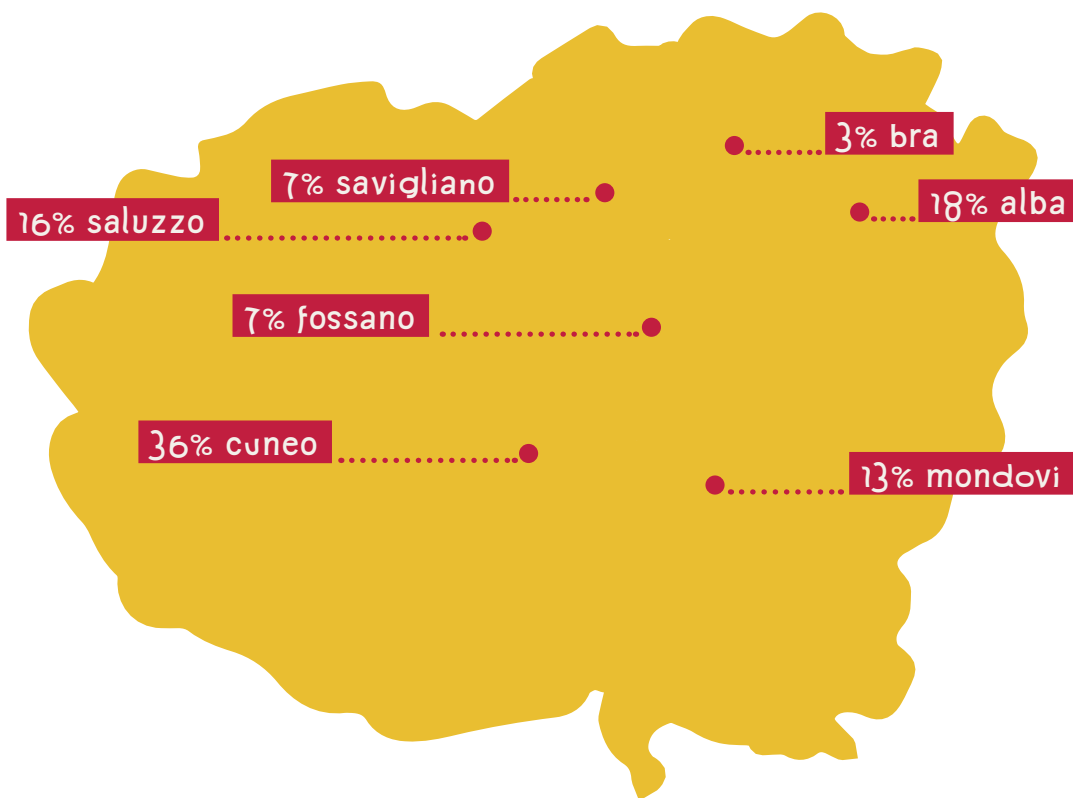 3% bra
7% savigliano
18% alba
16% saluzzo
7% fossano
36% cuneo
13% mondovi